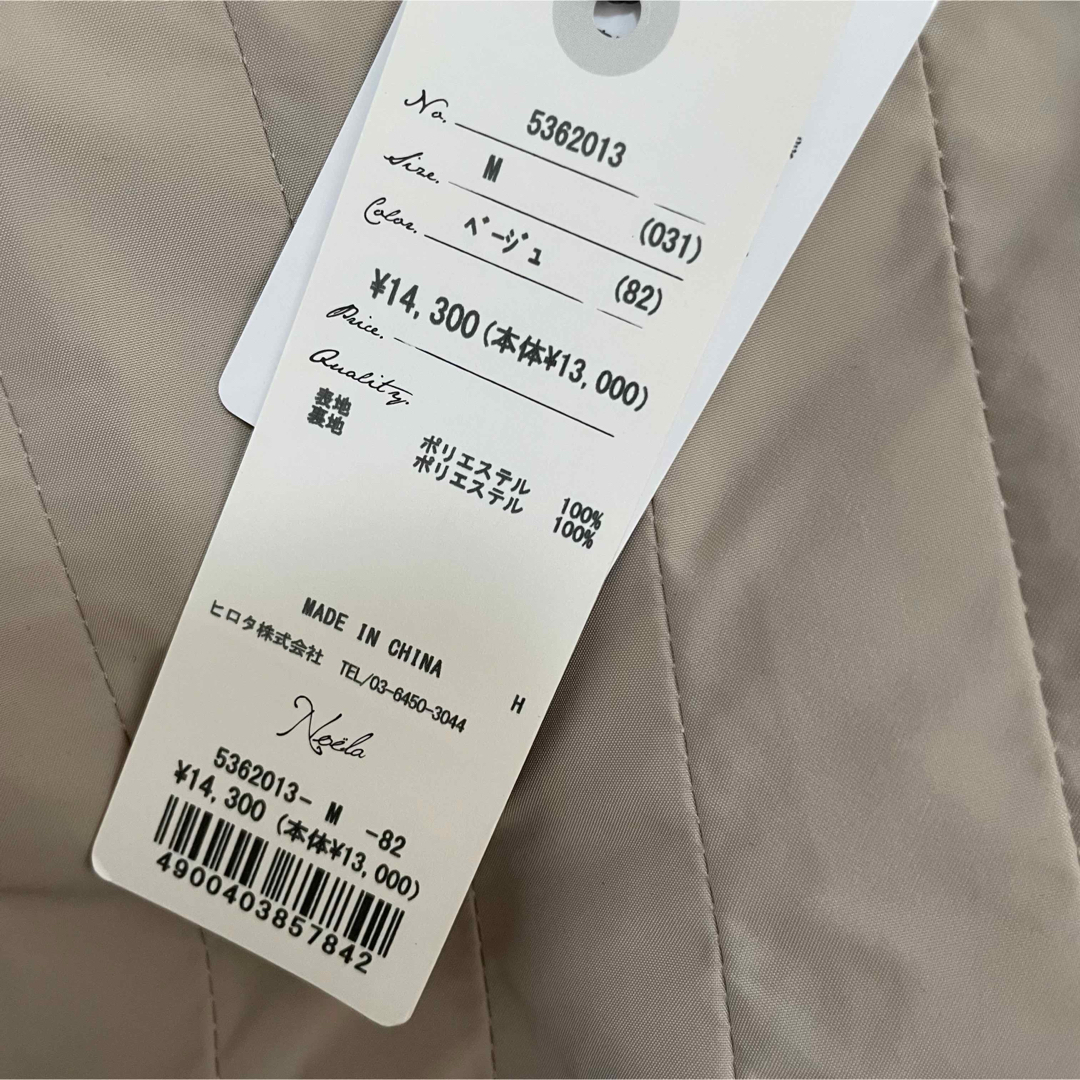 No. 5362013
Size. M (031)
Color. ﾍﾞｰｼﾞｭ (82)
¥14,300(本体¥13,000)
Price.
Quality.
表地 ポリエステル 100%
裏地 ポリエステル 100%
MADE IN CHINA
ヒロタ株式会社 TEL/03-6450-3044
H
Noëla
5362013- M -82
¥14,300 (本体¥13,000)
4900403857842